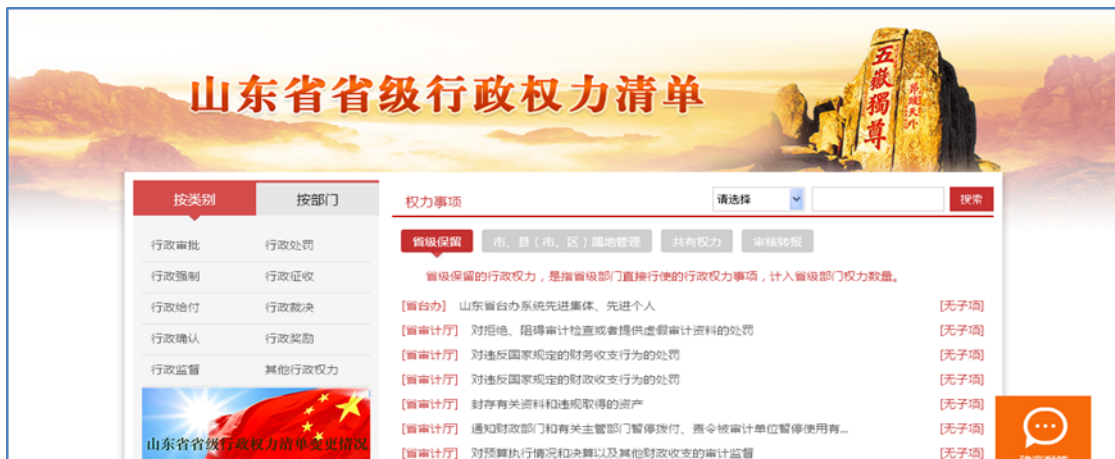 山东省省级行政权力清单
五嶽獨尊
昂頭天外
按类别 按部门
行政审批 行政处罚
行政强制 行政征收
行政给付 行政裁决
行政确认 行政奖励
行政监督 其他行政权力
山东省省级行政权力清单变更情况
权力事项 请选择 搜索
省级保留 市、县（市、区）属地管理 共有权力 审核转报
省级保留的行政权力，是指省级部门直接行使的行政权力事项，计入省级部门权力数量。
[省台办] 山东省台办系统先进集体、先进个人 [无子项]
[省审计厅] 对拒绝、阻碍审计检查或者提供虚假审计资料的处罚 [无子项]
[省审计厅] 对违反国家规定的财务收支行为的处罚 [无子项]
[省审计厅] 对违反国家规定的财政收支行为的处罚 [无子项]
[省审计厅] 封存有关资料和违规取得的资产 [无子项]
[省审计厅] 通知财政部门和有关主管部门暂停拨付、责令被审计单位暂停使用有... [无子项]
[省审计厅] 对预算执行情况和决算以及其他财政收支的审计监督 [无子项]